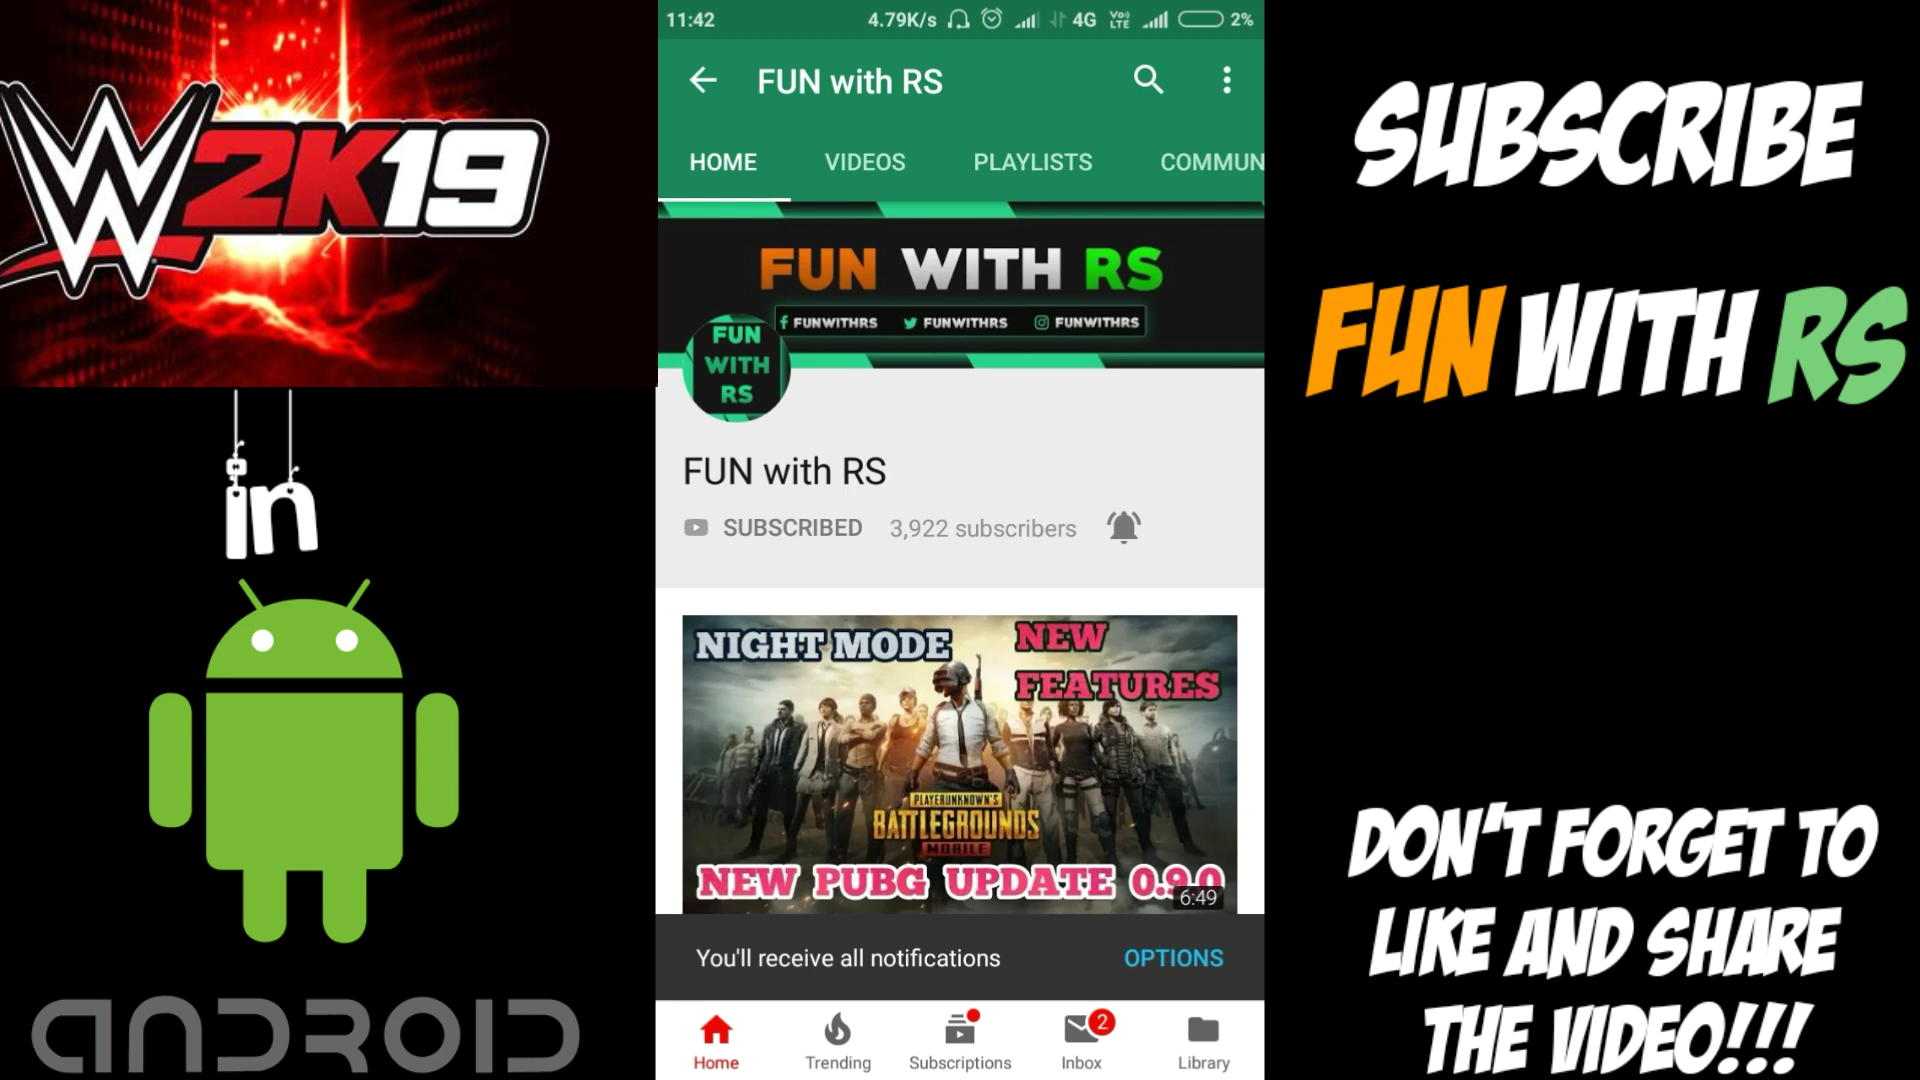 W2K19
in
ANDROID
11:42 4.79K/s 4G VoLTE 2%
FUN with RS
HOME VIDEOS PLAYLISTS COMMUN
FUN WITH RS
FUNWITHRS FUNWITHRS FUNWITHRS
FUN
WITH
RS
FUN with RS
SUBSCRIBED 3,922 subscribers
NIGHT MODE NEW
FEATURES
PLAYERUNKNOWN'S
BATTLEGROUNDS
MOBILE
NEW PUBG UPDATE 0.9.0
6:49
You'll receive all notifications OPTIONS
2
Home Trending Subscriptions Inbox Library
SUBSCRIBE
FUN WITH RS
DON'T FORGET TO
LIKE AND SHARE
THE VIDEO!!!